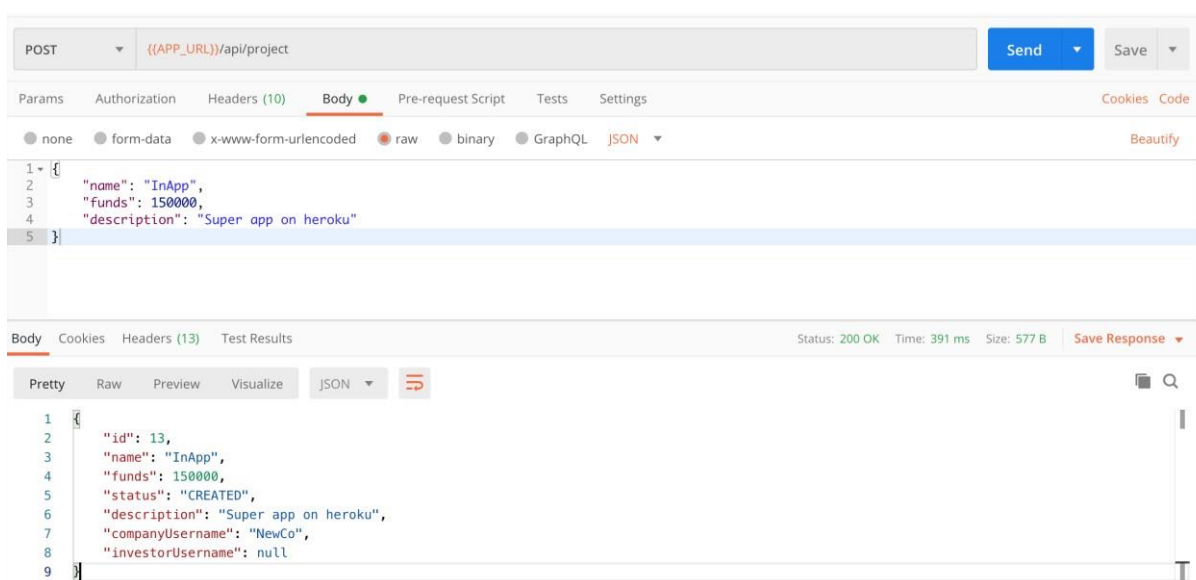 POST {{APP_URL}}/api/project Send Save
Params Authorization Headers (10) Body Pre-request Script Tests Settings Cookies Code
none form-data x-www-form-urlencoded raw binary GraphQL JSON Beautify
1 {
2 "name": "InApp",
3 "funds": 150000,
4 "description": "Super app on heroku"
5 }
Body Cookies Headers (13) Test Results Status: 200 OK Time: 391 ms Size: 577 B Save Response
Pretty Raw Preview Visualize JSON
1 {
2 "id": 13,
3 "name": "InApp",
4 "funds": 150000,
5 "status": "CREATED",
6 "description": "Super app on heroku",
7 "companyUsername": "NewCo",
8 "investorUsername": null
9 }